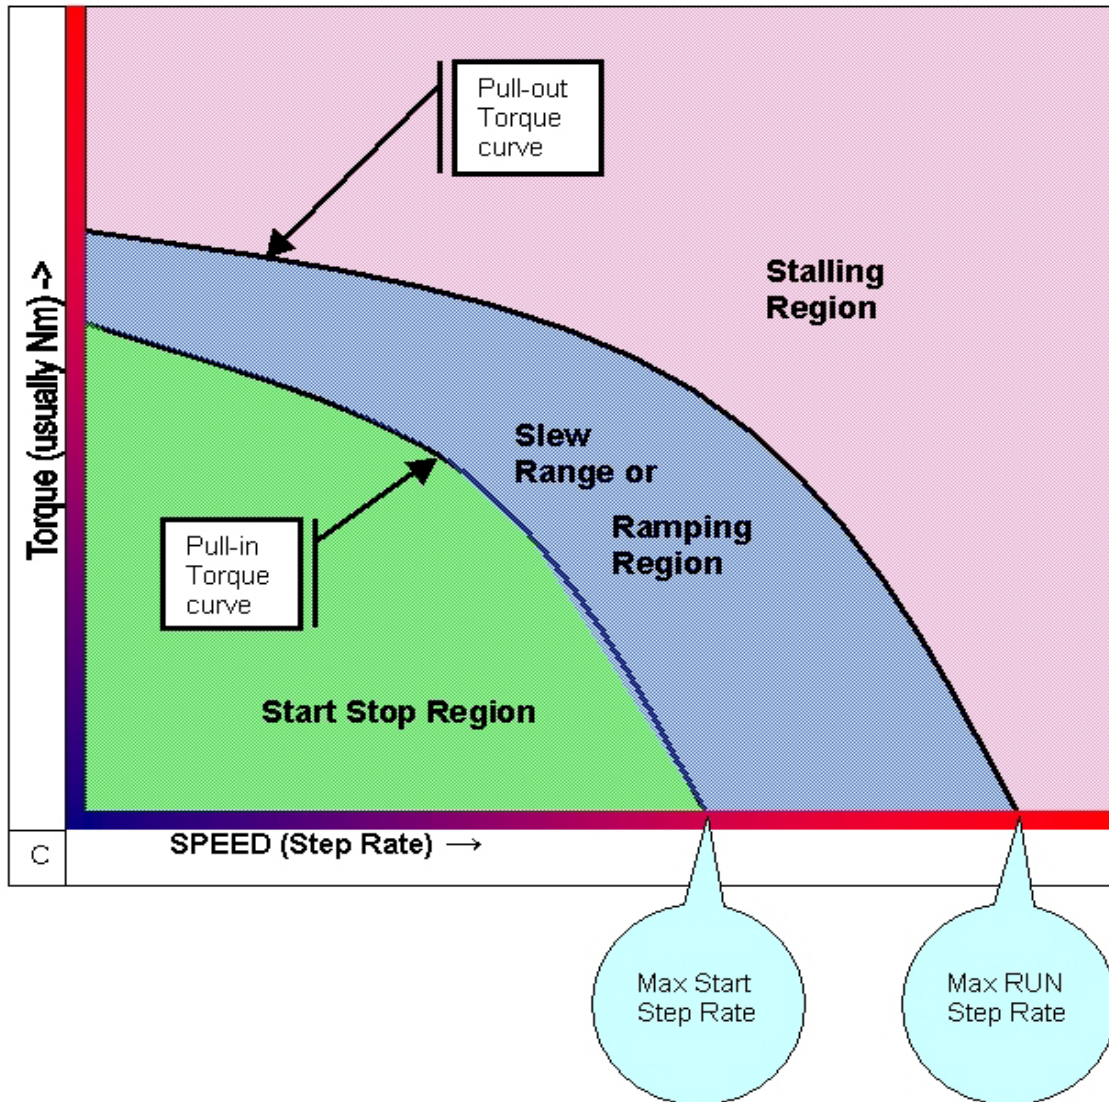 Pull-out
Torque
curve
Stalling
Region
Torque (usually Nm) ->
Slew
Range or
Ramping
Region
Pull-in
Torque
curve
Start Stop Region
C
SPEED (Step Rate) →
Max Start
Step Rate
Max RUN
Step Rate